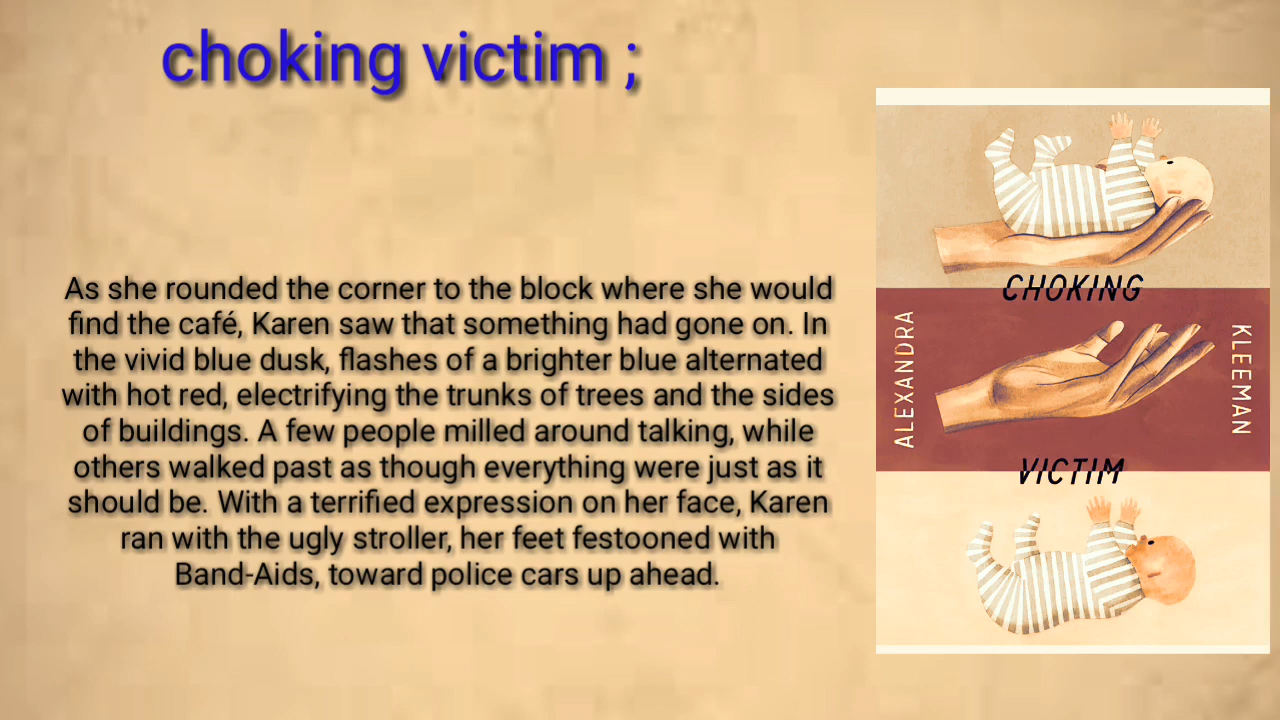 choking victim ;
As she rounded the corner to the block where she would
find the café, Karen saw that something had gone on. In
the vivid blue dusk, flashes of a brighter blue alternated
with hot red, electrifying the trunks of trees and the sides
of buildings. A few people milled around talking, while
others walked past as though everything were just as it
should be. With a terrified expression on her face, Karen
ran with the ugly stroller, her feet festooned with
Band-Aids, toward police cars up ahead.
CHOKING
ALEXANDRA
KLEEMAN
VICTIM